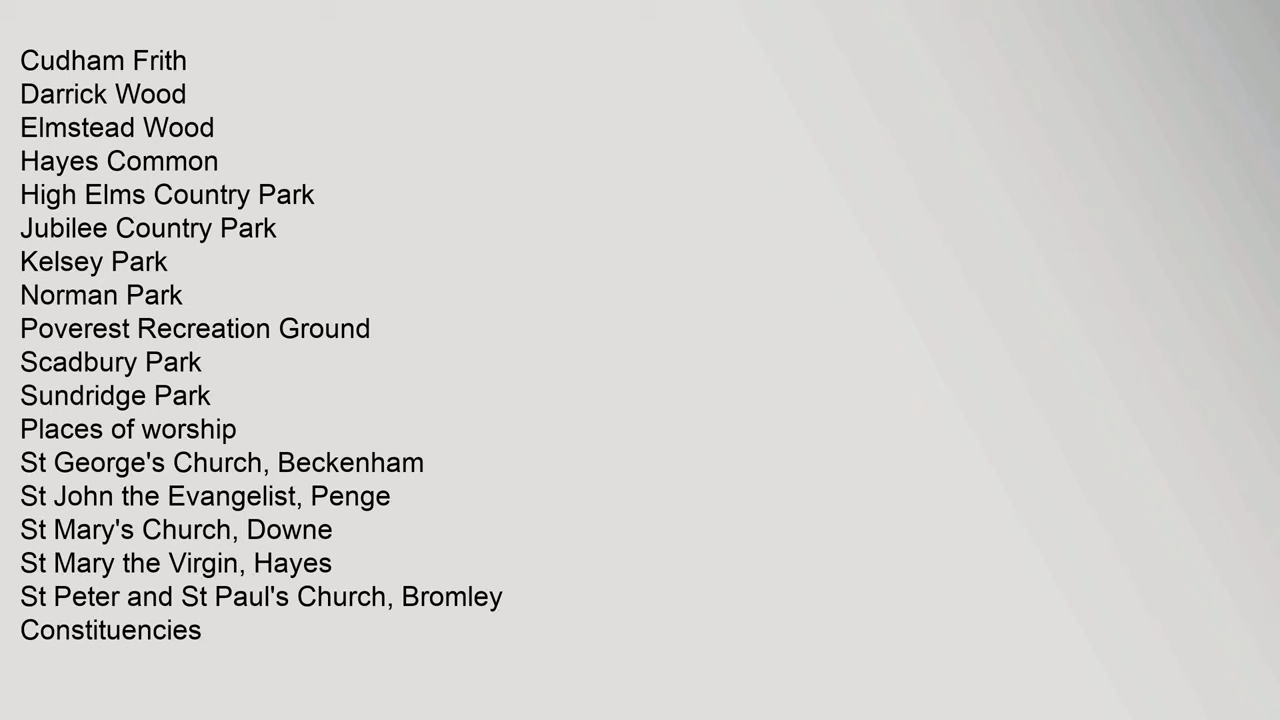 Cudham Frith
Darrick Wood
Elmstead Wood
Hayes Common
High Elms Country Park
Jubilee Country Park
Kelsey Park
Norman Park
Poverest Recreation Ground
Scadbury Park
Sundridge Park
Places of worship
St George's Church, Beckenham
St John the Evangelist, Penge
St Mary's Church, Downe
St Mary the Virgin, Hayes
St Peter and St Paul's Church, Bromley
Constituencies